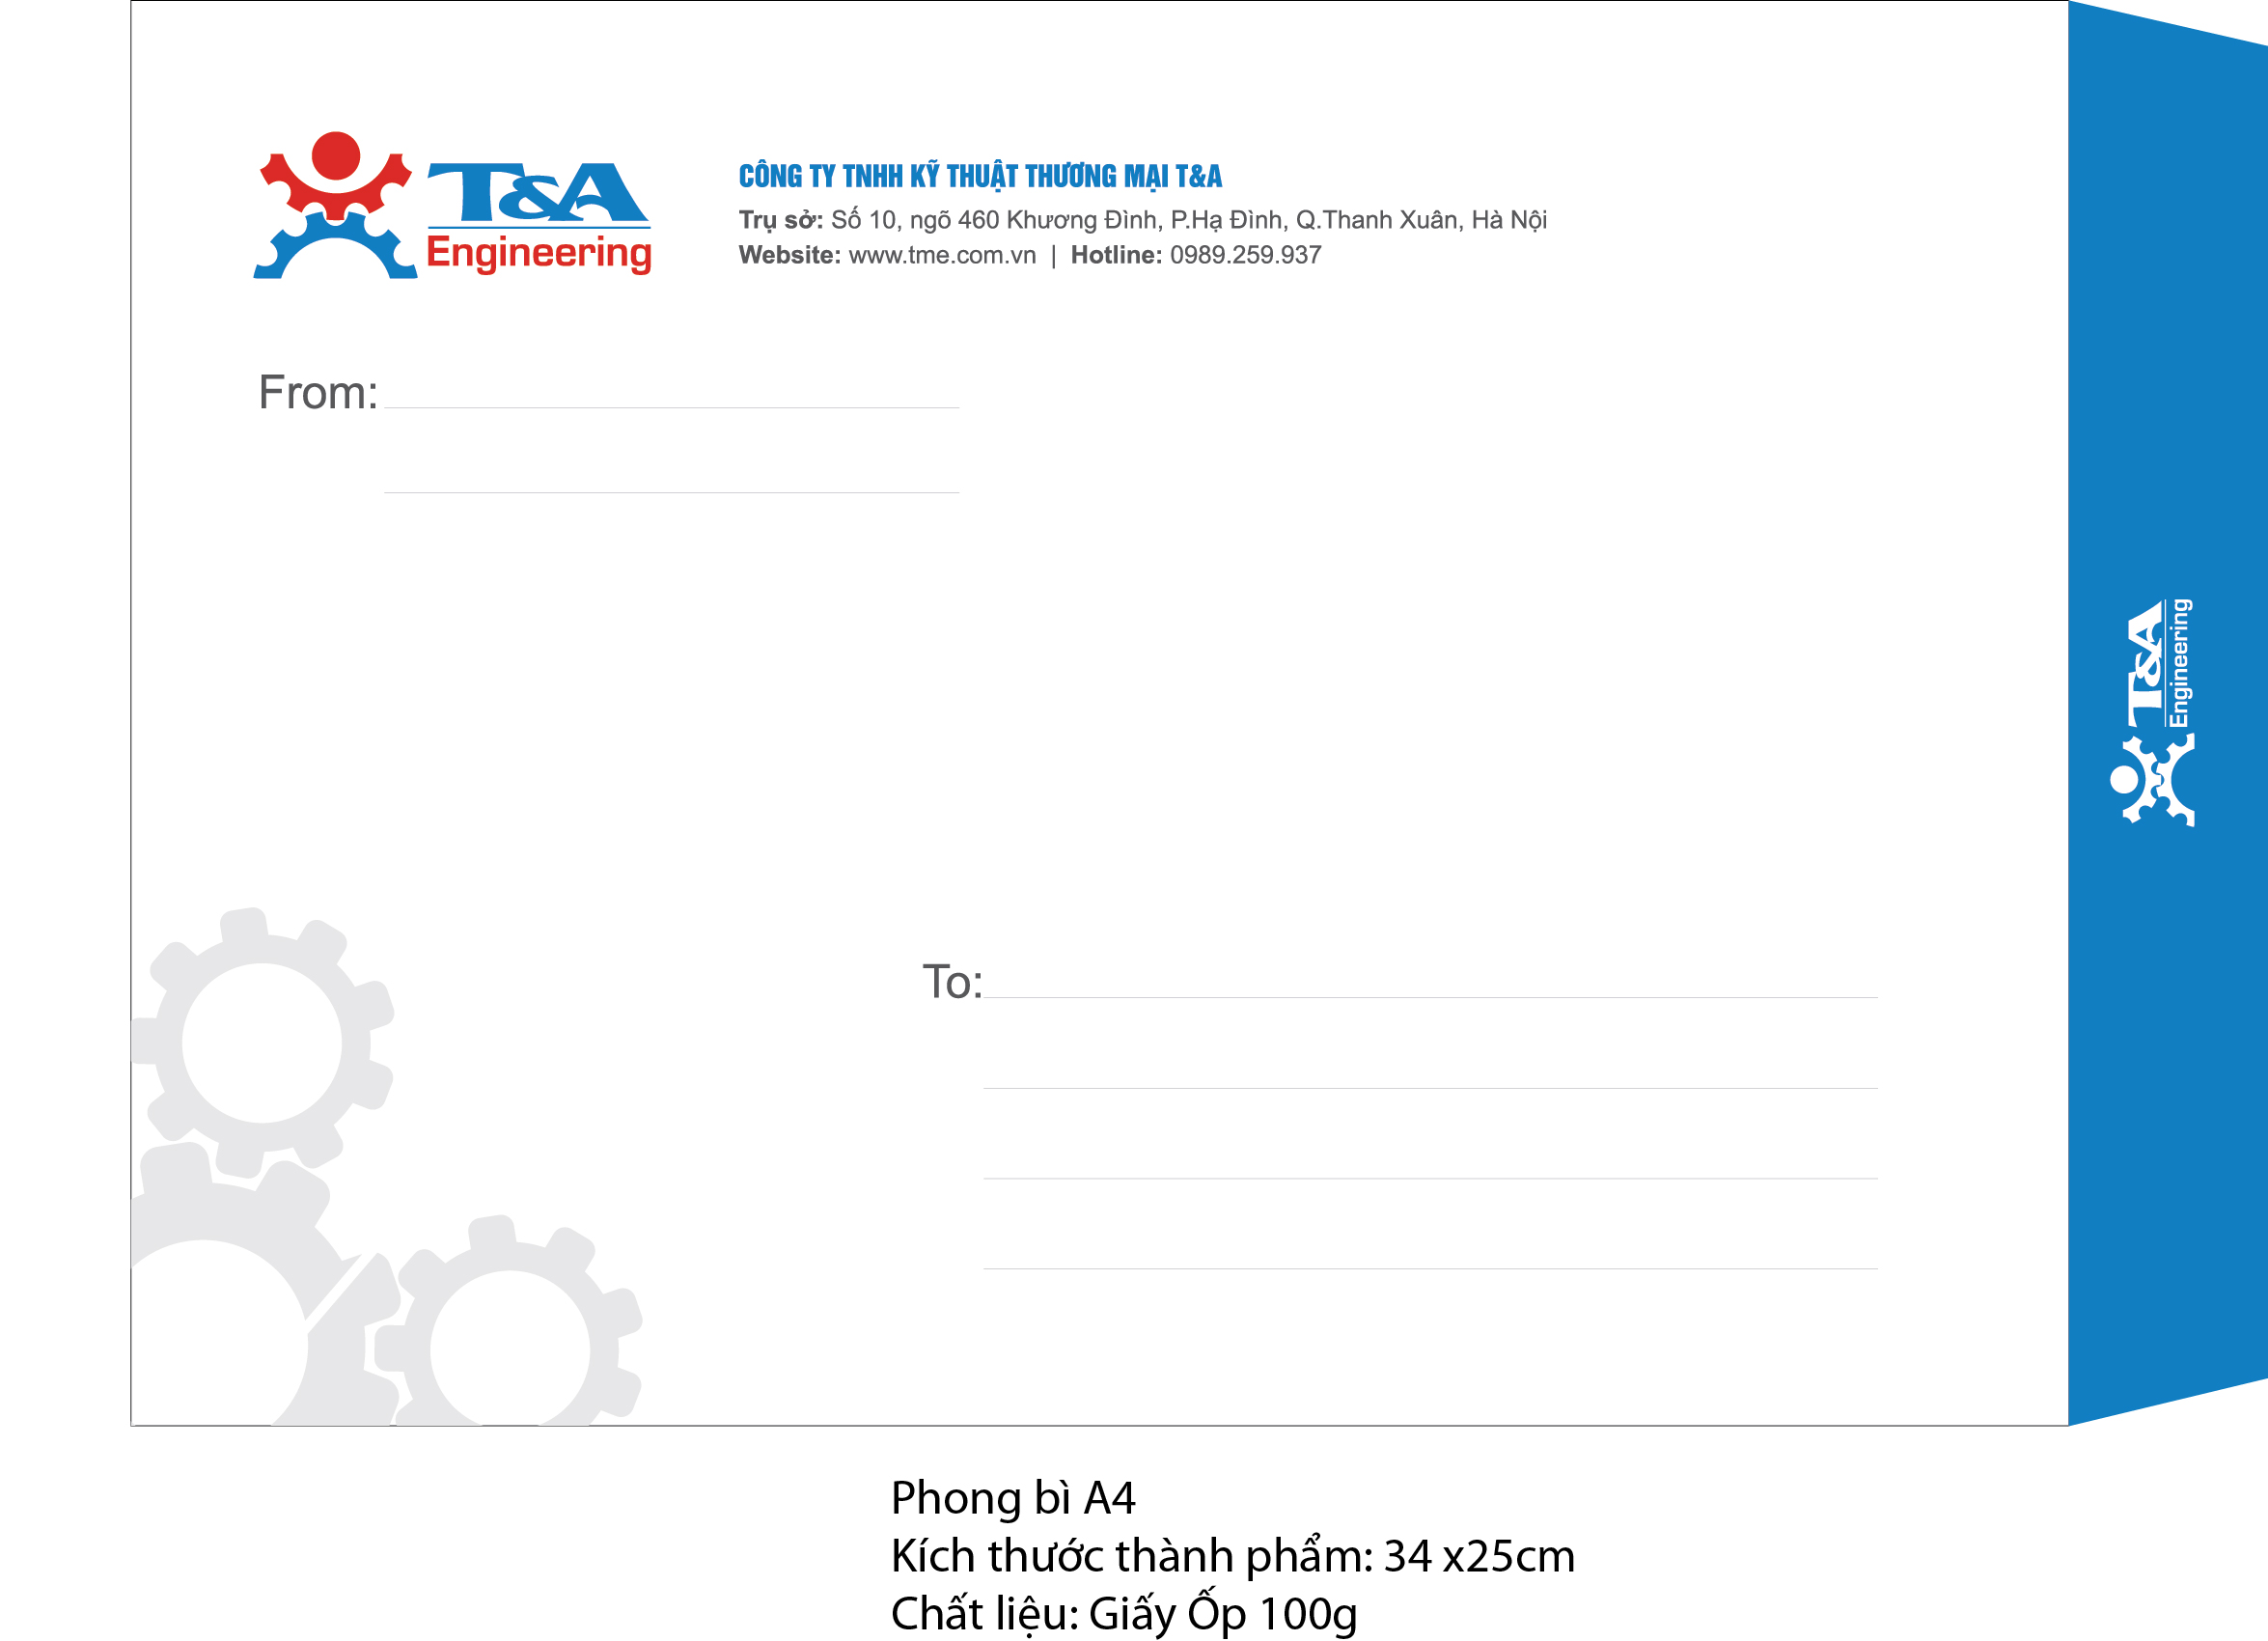 T&A
Engineering
CÔNG TY TNHH KỸ THUẬT THƯƠNG MẠI T&A
Trụ sở: Số 10, ngõ 460 Khương Đình, P.Hạ Đình, Q.Thanh Xuân, Hà Nội
Website: www.tme.com.vn | Hotline: 0989.259.937
From:
T&A
Engineering
To:
Phong bì A4
Kích thước thành phẩm: 34 x25cm
Chất liệu: Giấy Ốp 100g